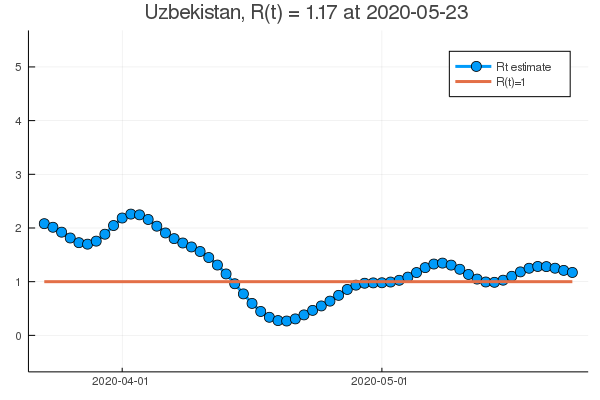 Uzbekistan, R(t) = 1.17 at 2020-05-23
5
4
3
2
1
0
Rt estimate
R(t)=1
2020-04-01
2020-05-01